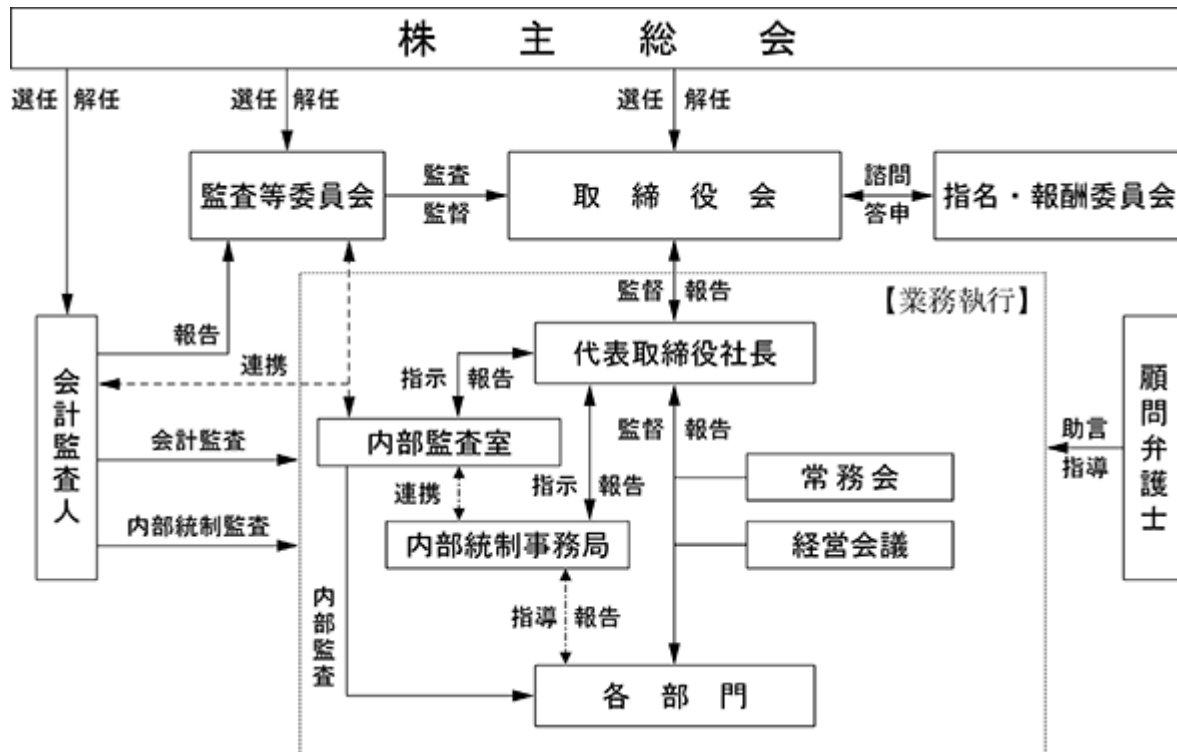 株主総会
選任 解任
選任 解任
選任 解任
監査等委員会
監査
監督
取締役会
諮問
答申
指名・報酬委員会
監督 報告
【業務執行】
報告
連携
会計監査人
代表取締役社長
指示 報告
顧問弁護士
内部監査室
監督 報告
助言
指導
会計監査
常務会
連携
指示 報告
内部統制監査
内部統制事務局
経営会議
内部監査
指導 報告
各部門